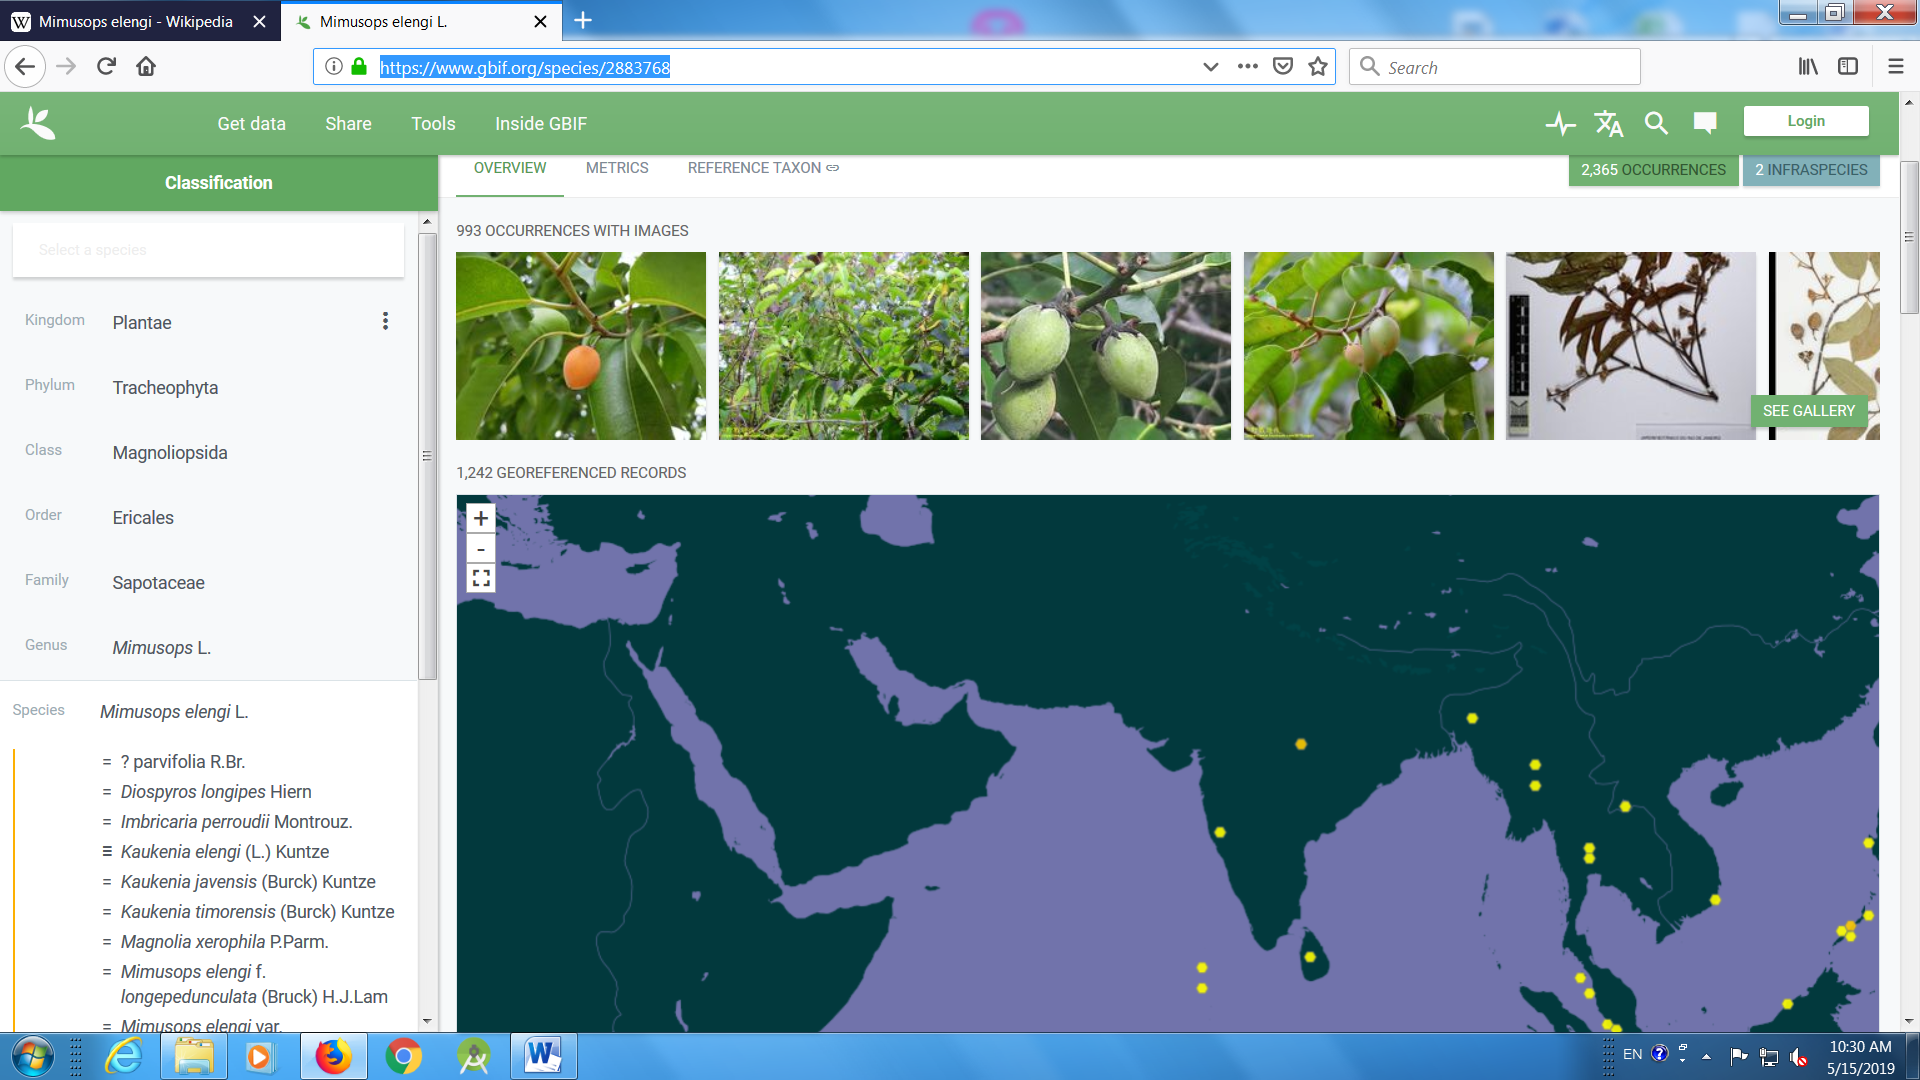 Mimusops elengi - Wikipedia
Mimusops elengi L.
https://www.gbif.org/species/2883768
Search
Get data Share Tools Inside GBIF
Login
Classification
OVERVIEW METRICS REFERENCE TAXON
2,365 OCCURRENCES 2 INFRASPECIES
Select a species
993 OCCURRENCES WITH IMAGES
SEE GALLERY
1,242 GEOREFERENCED RECORDS
+
-
Kingdom Plantae
Phylum Tracheophyta
Class Magnoliopsida
Order Ericales
Family Sapotaceae
Genus Mimusops L.
Species Mimusops elengi L.
= ? parvifolia R.Br.
= Diospyros longipes Hiern
= Imbricaria perroudii Montrouz.
≡ Kaukenia elengi (L.) Kuntze
= Kaukenia javensis (Burck) Kuntze
= Kaukenia timorensis (Burck) Kuntze
= Magnolia xerophila P.Parm.
= Mimusops elengi f.
longepedunculata (Bruck) H.J.Lam
= Mimusops elengi var.
EN
10:30 AM
5/15/2019